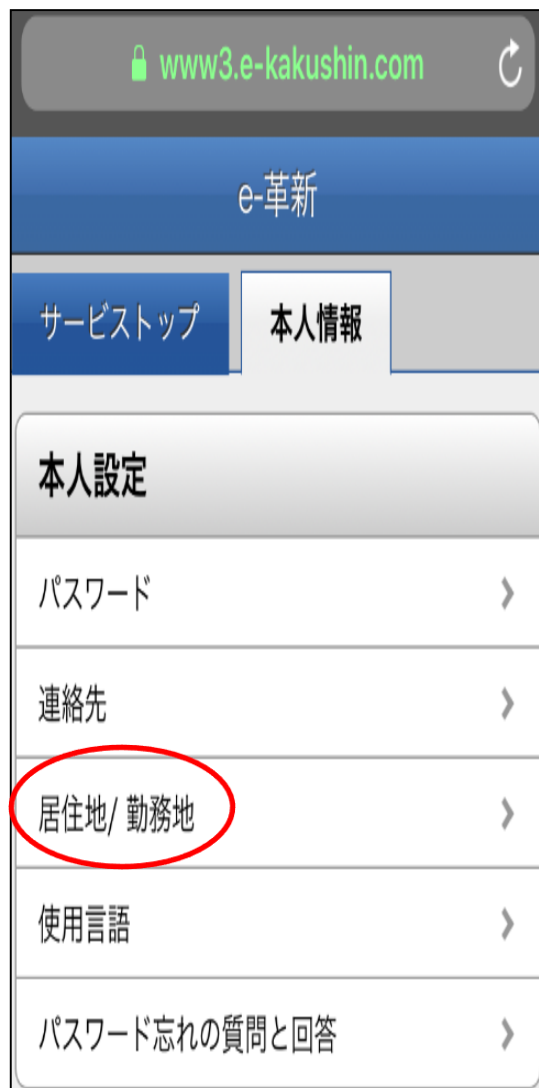 www3.e-kakushin.com
e-革新
サービストップ 本人情報
本人設定
パスワード
連絡先
居住地/ 勤務地
使用言語
パスワード忘れの質問と回答